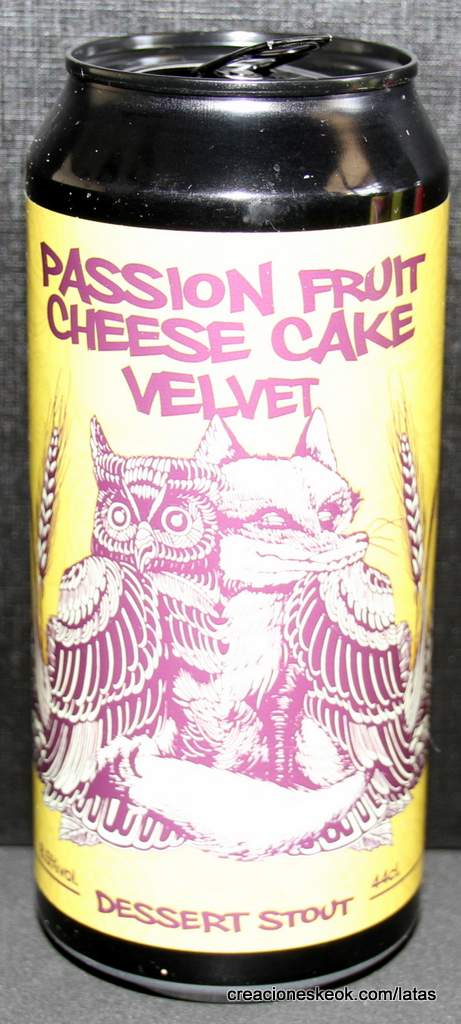 PASSION FRUIT
CHEESE CAKE
VELVET
44cl
DESSERT STOUT
creacioneskeok.com/latas